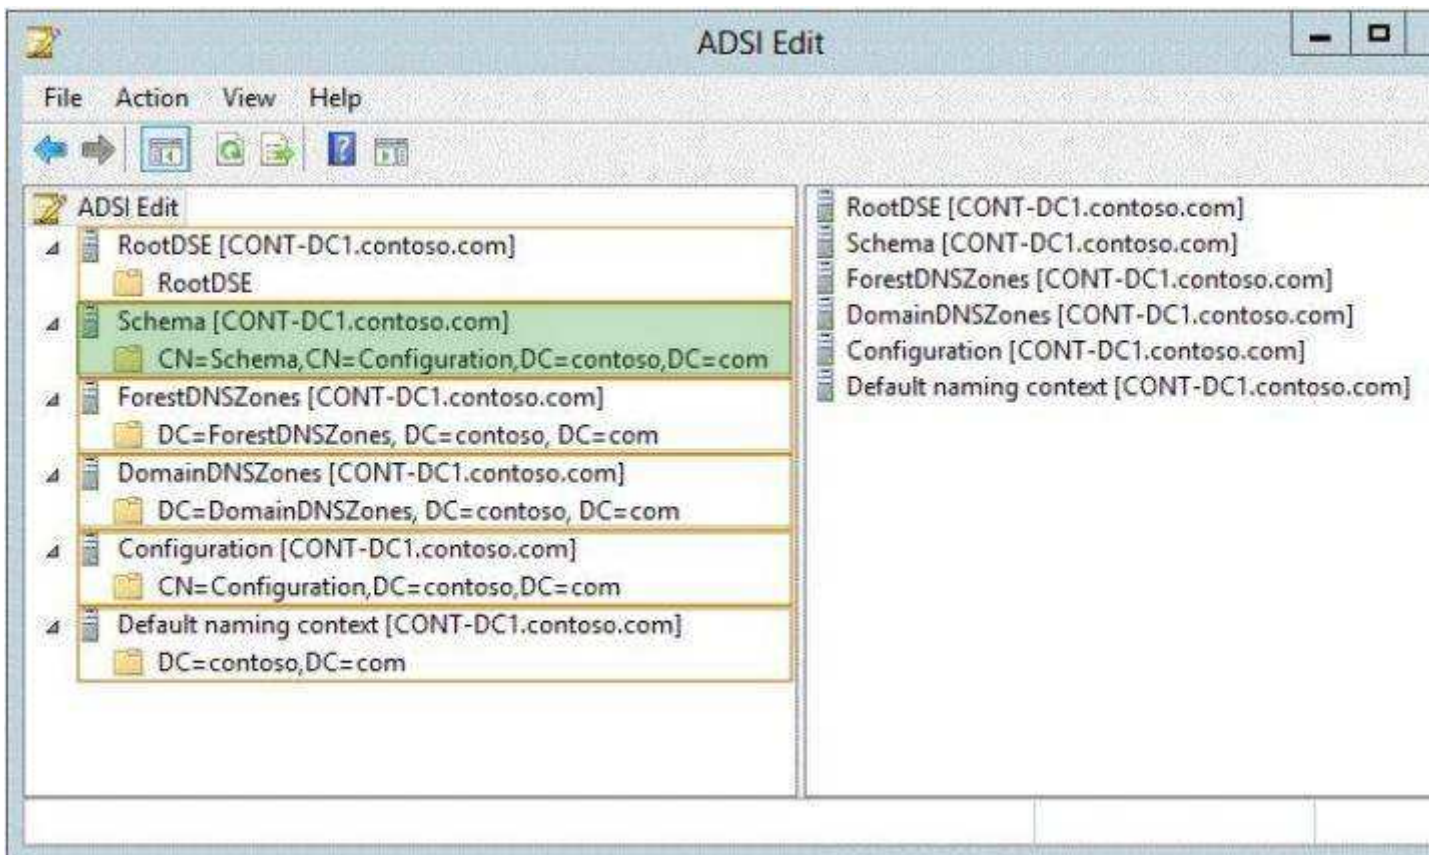 ADSI Edit
File Action View Help
ADSI Edit
RootDSE [CONT-DC1.contoso.com]
RootDSE
Schema [CONT-DC1.contoso.com]
CN=Schema,CN=Configuration,DC=contoso,DC=com
ForestDNSZones [CONT-DC1.contoso.com]
DC=ForestDNSZones, DC=contoso, DC=com
DomainDNSZones [CONT-DC1.contoso.com]
DC=DomainDNSZones, DC=contoso, DC=com
Configuration [CONT-DC1.contoso.com]
CN=Configuration,DC=contoso,DC=com
Default naming context [CONT-DC1.contoso.com]
DC=contoso,DC=com
RootDSE [CONT-DC1.contoso.com]
Schema [CONT-DC1.contoso.com]
ForestDNSZones [CONT-DC1.contoso.com]
DomainDNSZones [CONT-DC1.contoso.com]
Configuration [CONT-DC1.contoso.com]
Default naming context [CONT-DC1.contoso.com]